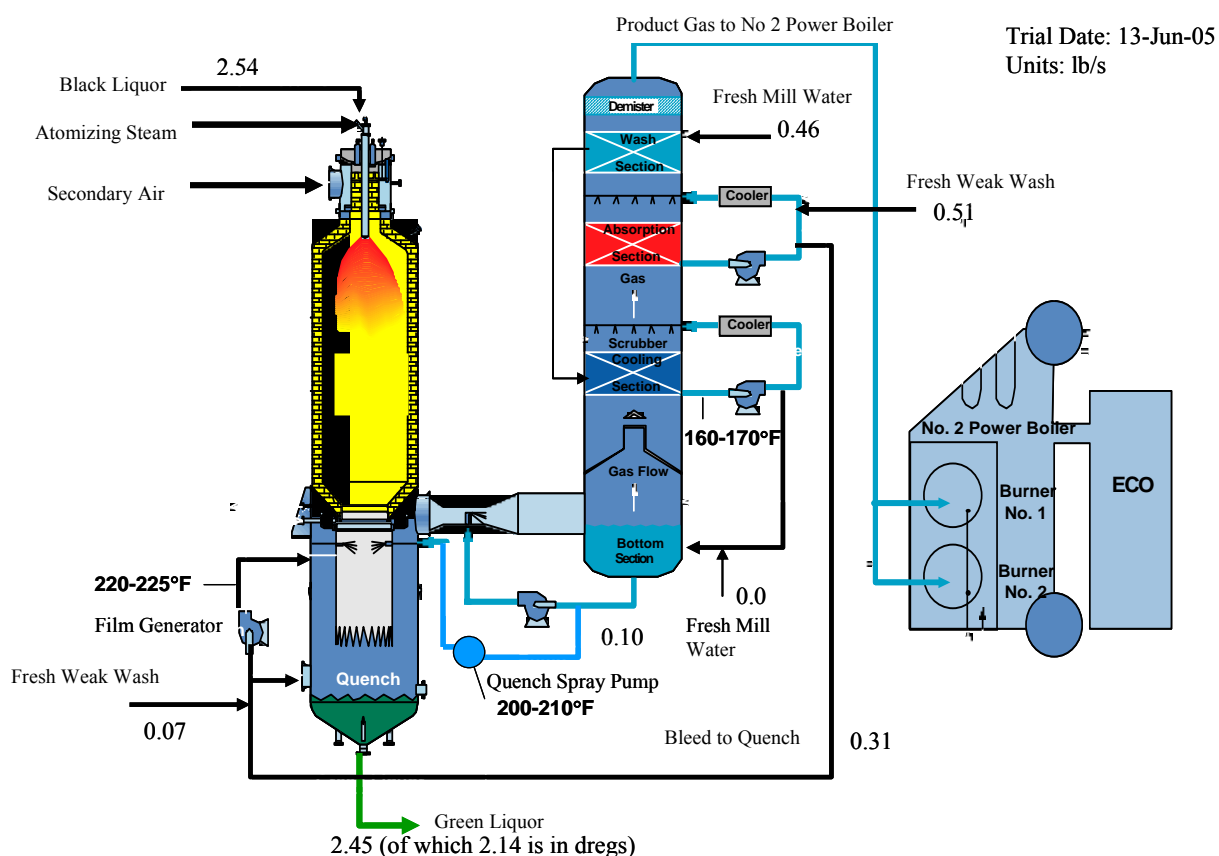 Product Gas to No 2 Power Boiler
Trial Date: 13-Jun-05
Units: lb/s
2.54
Black Liquor
Atomizing Steam
Secondary Air
Demister
Wash
Section
Fresh Mill Water
0.46
Fresh Weak Wash
0.51
Cooler
Absorption
Section
Gas
Cooler
Scrubber
Cooling
Section
160-170°F
Gas Flow
Bottom
Section
No. 2 Power Boiler
Burner
No. 1
Burner
No. 2
ECO
220-225°F
Film Generator
Fresh Weak Wash
0.07
Quench
0.10
Quench Spray Pump
200-210°F
0.0
Fresh Mill
Water
Bleed to Quench
0.31
Green Liquor
2.45 (of which 2.14 is in dregs)